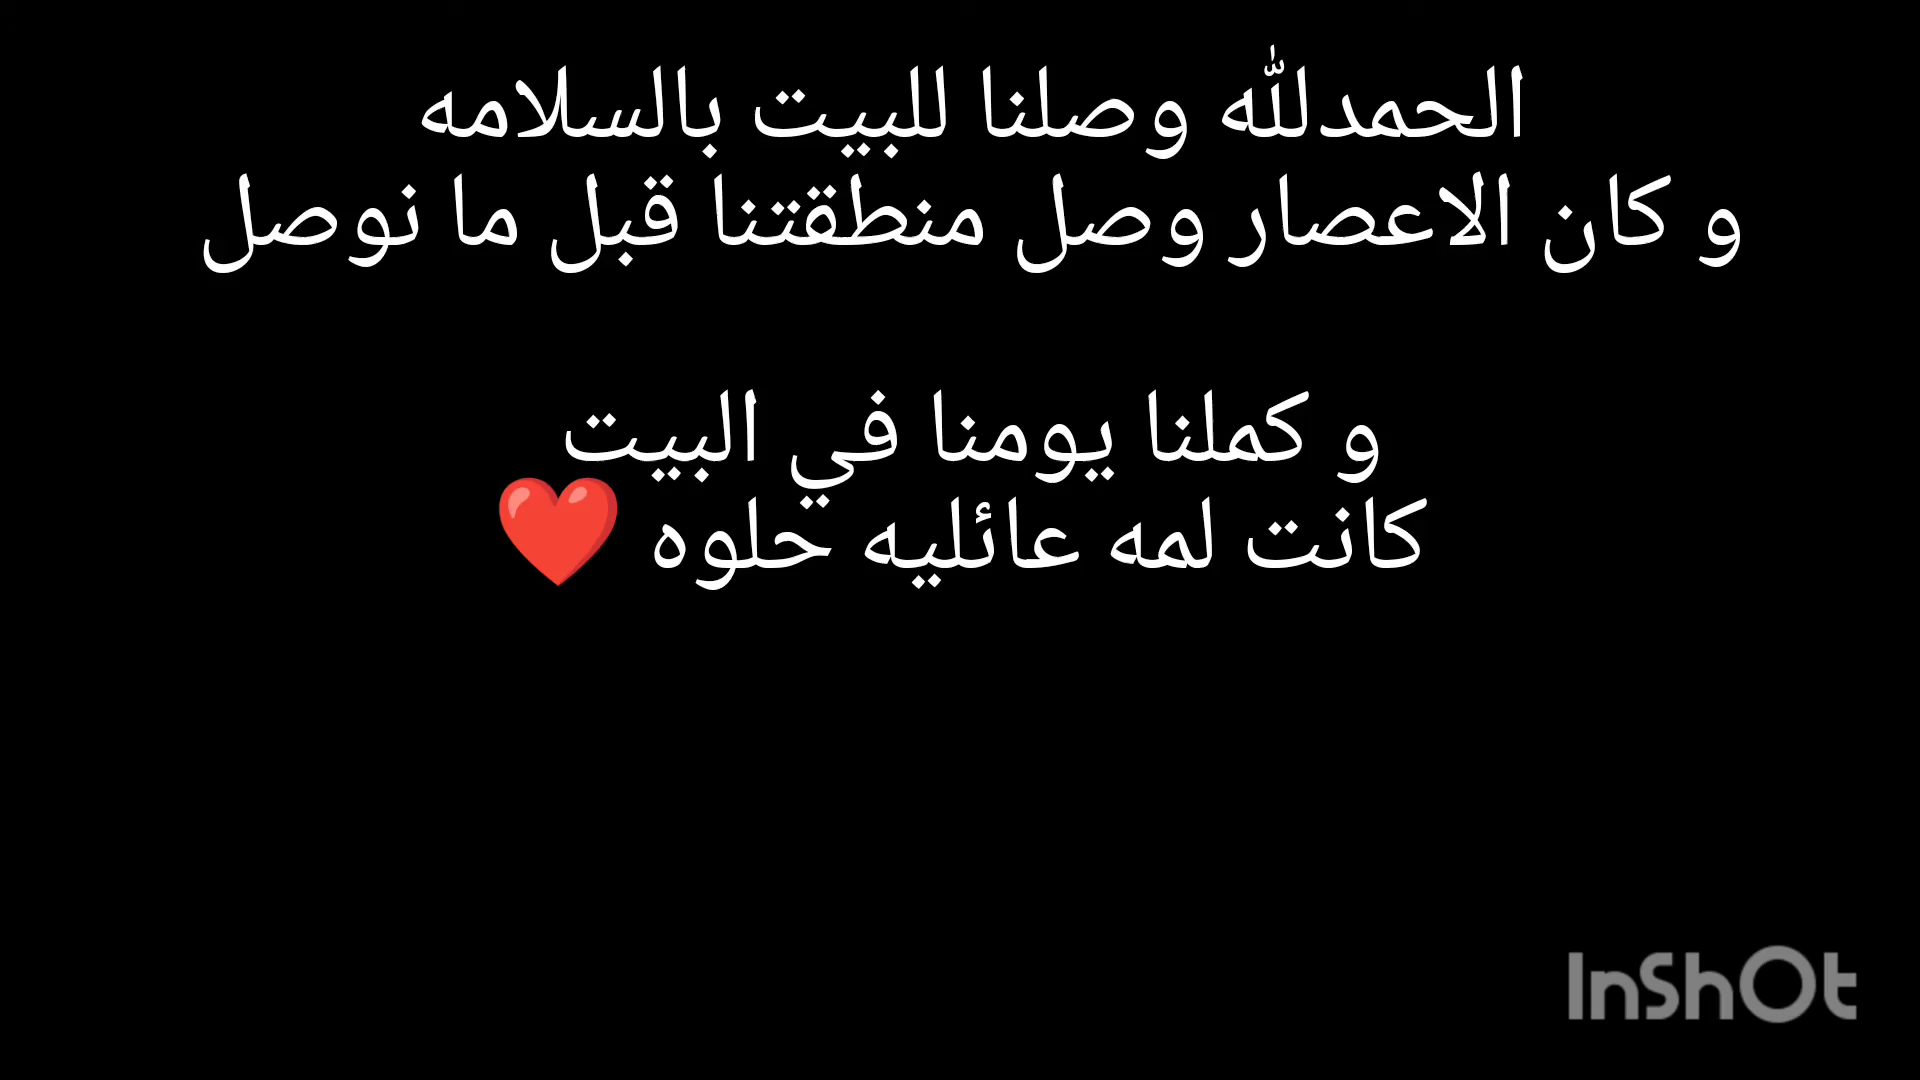 الحمدلله وصلنا للبيت بالسلامه
و كان الاعصار وصل منطقتنا قبل ما نوصل
و كملنا يومنا في البيت
كانت لمه عائليه حلوه ❤️
InShOt